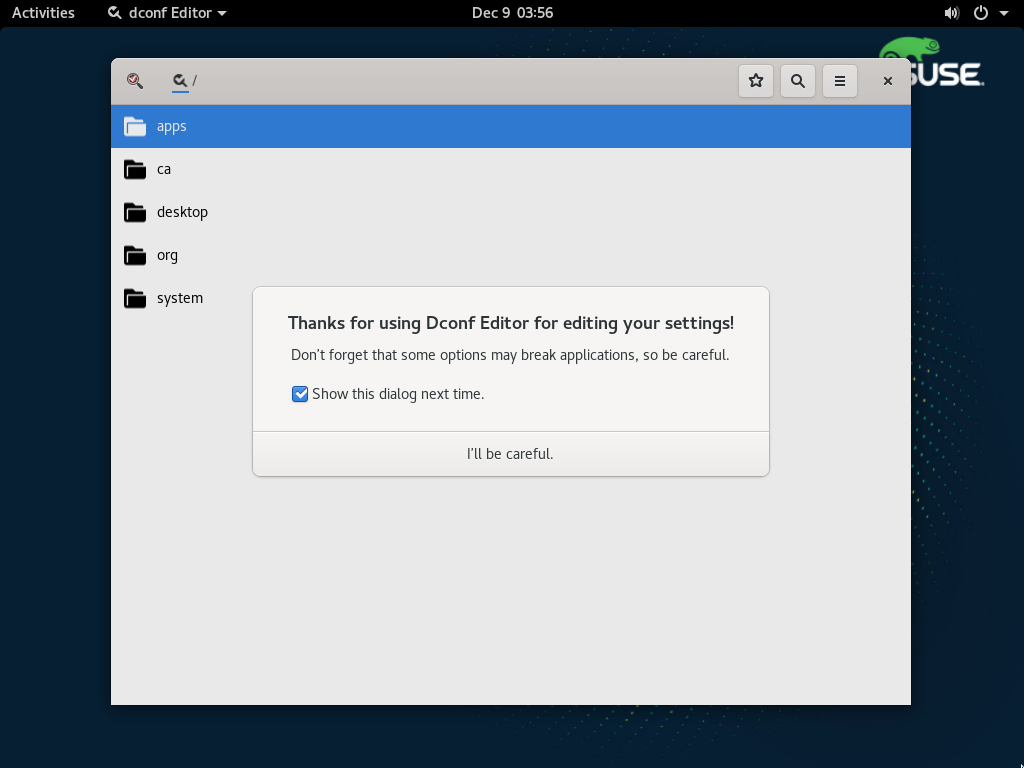 Activities dconf Editor Dec 9 03:56
SUSE
/
apps
ca
desktop
org
system
Thanks for using Dconf Editor for editing your settings!
Don't forget that some options may break applications, so be careful.
Show this dialog next time.
I'll be careful.